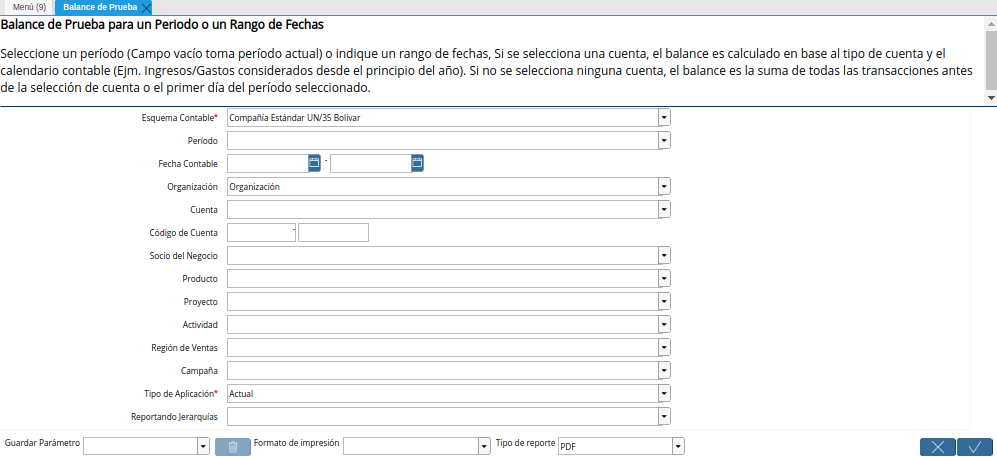 Menú (9) Balance de Prueba
Balance de Prueba para un Periodo o un Rango de Fechas
Seleccione un período (Campo vacío toma período actual) o indique un rango de fechas, Si se selecciona una cuenta, el balance es calculado en base al tipo de cuenta y el
calendario contable (Ejm. Ingresos/Gastos considerados desde el principio del año). Si no se selecciona ninguna cuenta, el balance es la suma de todas las transacciones antes
de la selección de cuenta o el primer día del período seleccionado.
Esquema Contable* Compañía Estándar UN/35 Bolivar
Período
Fecha Contable -
Organización Organización
Cuenta
Código de Cuenta -
Socio del Negocio
Producto
Proyecto
Actividad
Región de Ventas
Campaña
Tipo de Aplicación* Actual
Reportando Jerarquías
Guardar Parámetro Formato de impresión Tipo de reporte PDF